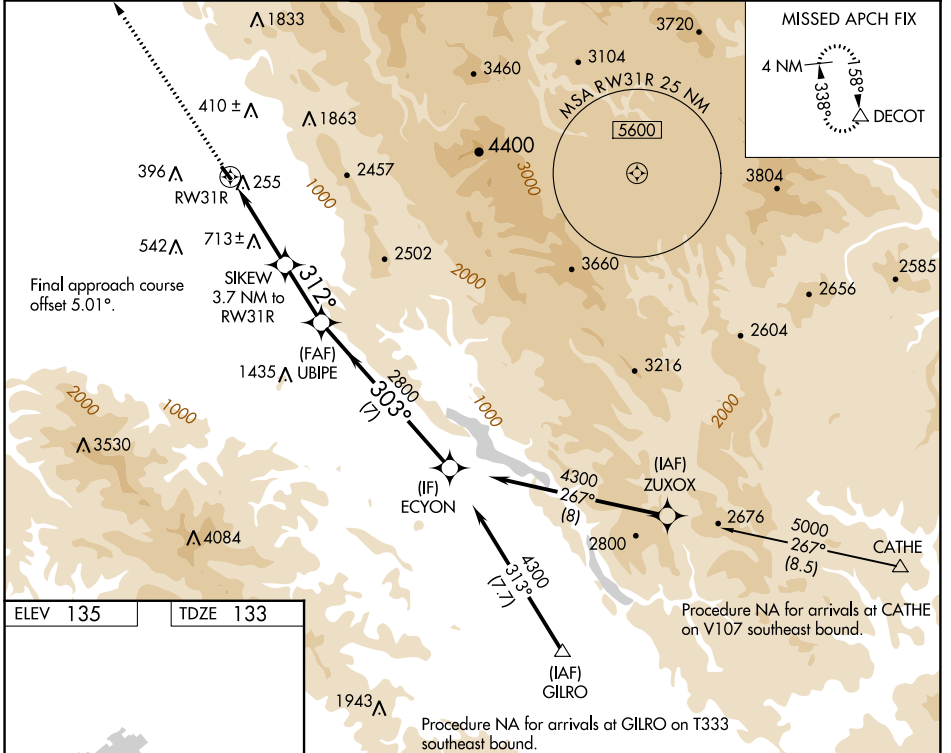 1833
3720
MISSED APCH FIX
3104
3460
4 NM
158°
338°
DECOT
MSA RW31R 25 NM
5600
410 ±
1863
4400
3000
396
255
RW31R
2457
1000
3804
542
713 ±
2502
SIKEW
3.7 NM to
RW31R
312°
2000
3660
2585
2656
Final approach course
offset 5.01°.
2604
(FAF)
UBIPE
3216
1435
2800
303°
(7)
1000
2000
2000
1000
3530
(IF)
ECYON
4300
267°
(8)
(IAF)
ZUXOX
2676
5000
267°
(8.5)
CATHE
4084
2800
4300
313°
(7.7)
Procedure NA for arrivals at CATHE
on V107 southeast bound.
ELEV 135
TDZE 133
(IAF)
GILRO
1943
Procedure NA for arrivals at GILRO on T333
southeast bound.